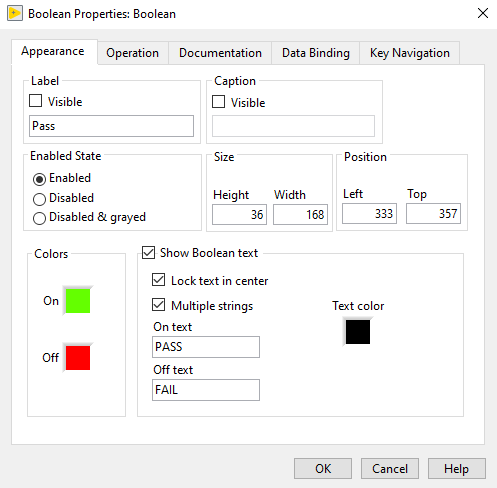 Boolean Properties: Boolean
Appearance Operation Documentation Data Binding Key Navigation
Label Caption
Visible Visible
Pass
Enabled State Size Position
Enabled
Disabled Height Width Left Top
Disabled & grayed 36 168 333 357
Colors Show Boolean text
Lock text in center
On Multiple strings Text color
On text
PASS
Off Off text
FAIL
OK Cancel Help